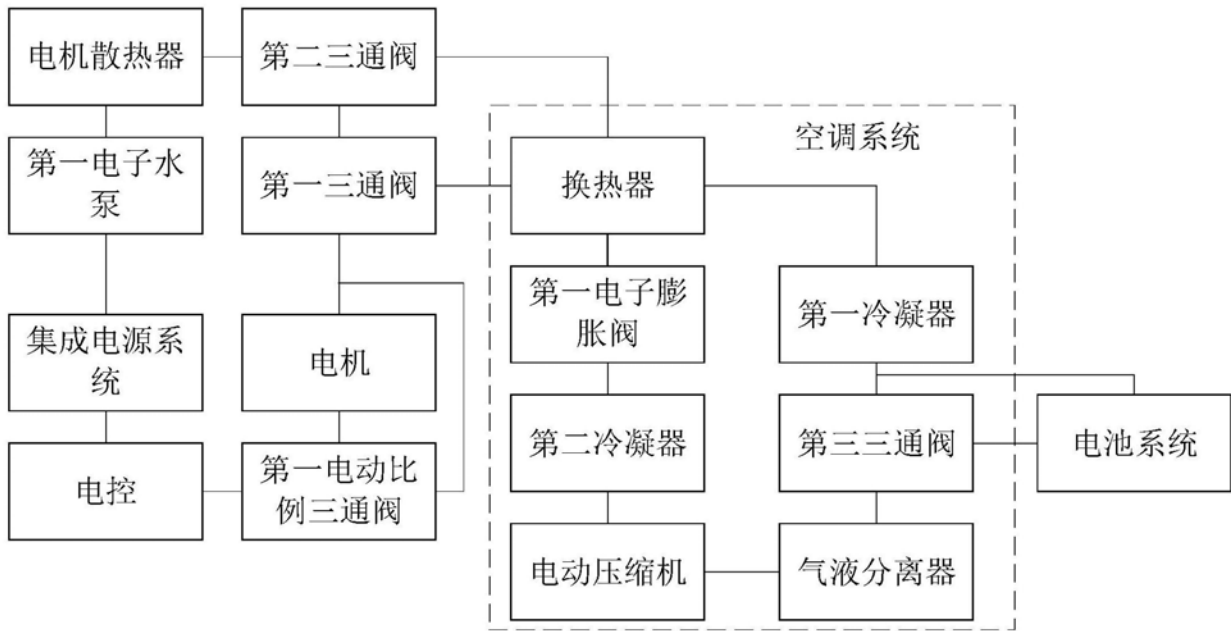 电机散热器
第二三通阀
空调系统
第一电子水
泵
第一三通阀
换热器
第一电子膨
胀阀
第一冷凝器
集成电源系
统
电机
第二冷凝器
第三三通阀
电池系统
电控
第一电动比
例三通阀
电动压缩机
气液分离器